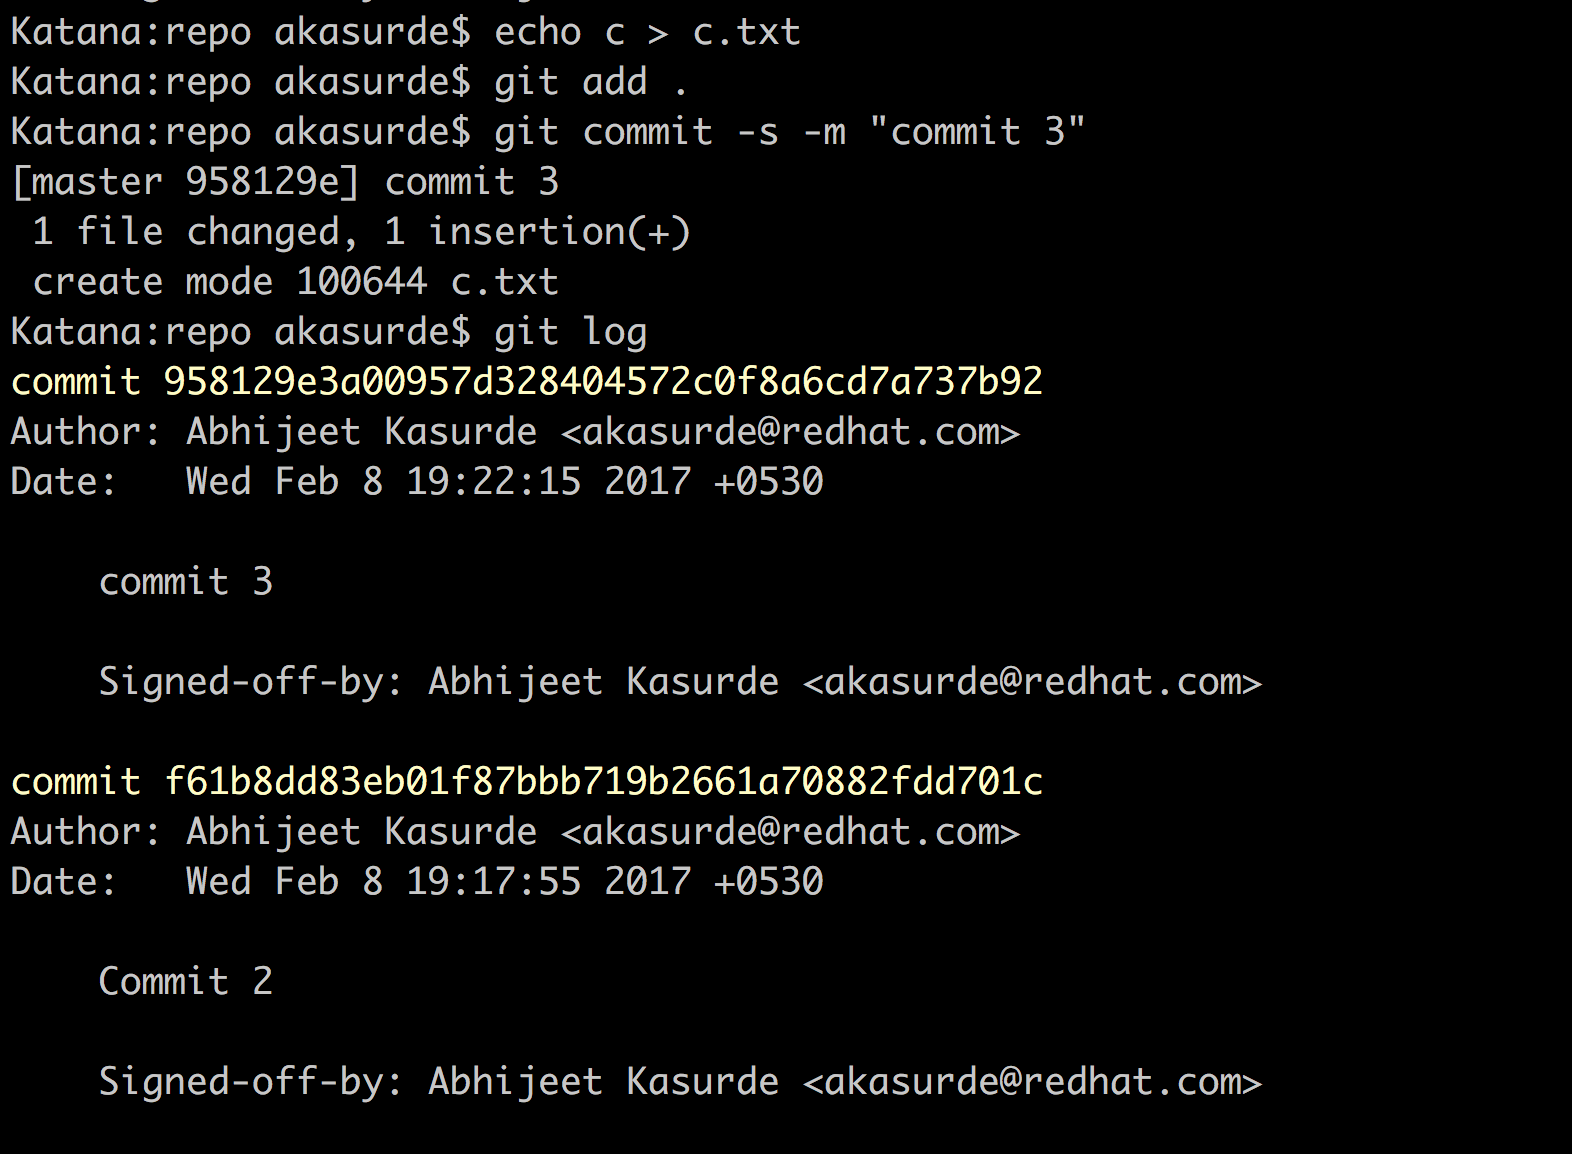 Katana:repo akasurde$ echo c > c.txt
Katana:repo akasurde$ git add .
Katana:repo akasurde$ git commit -s -m "commit 3"
[master 958129e] commit 3
 1 file changed, 1 insertion(+)
 create mode 100644 c.txt
Katana:repo akasurde$ git log
commit 958129e3a00957d328404572c0f8a6cd7a737b92
Author: Abhijeet Kasurde <akasurde@redhat.com>
Date:   Wed Feb 8 19:22:15 2017 +0530
    commit 3
    Signed-off-by: Abhijeet Kasurde <akasurde@redhat.com>
commit f61b8dd83eb01f87bbb719b2661a70882fdd701c
Author: Abhijeet Kasurde <akasurde@redhat.com>
Date:   Wed Feb 8 19:17:55 2017 +0530
    Commit 2
    Signed-off-by: Abhijeet Kasurde <akasurde@redhat.com>